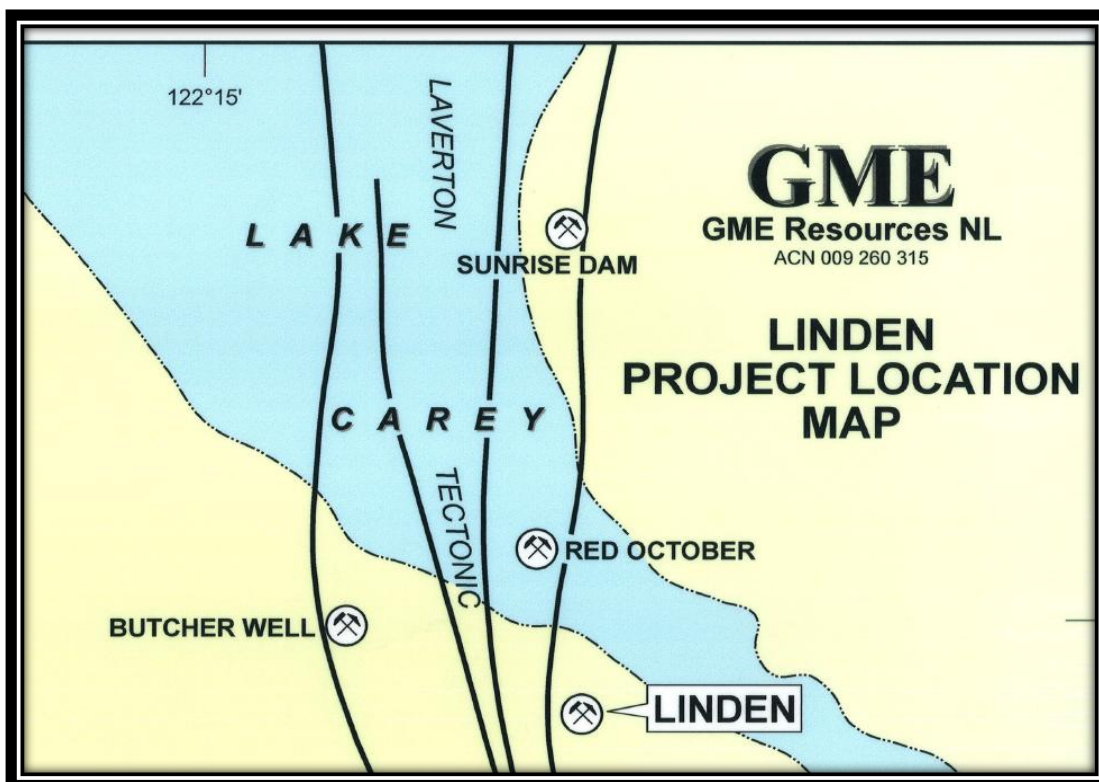 122°15'
LAVERTON
LAKE
CAREY
TECTONIC
SUNRISE DAM
RED OCTOBER
BUTCHER WELL
LINDEN
GME
GME Resources NL
ACN 009 260 315
LINDEN
PROJECT LOCATION
MAP